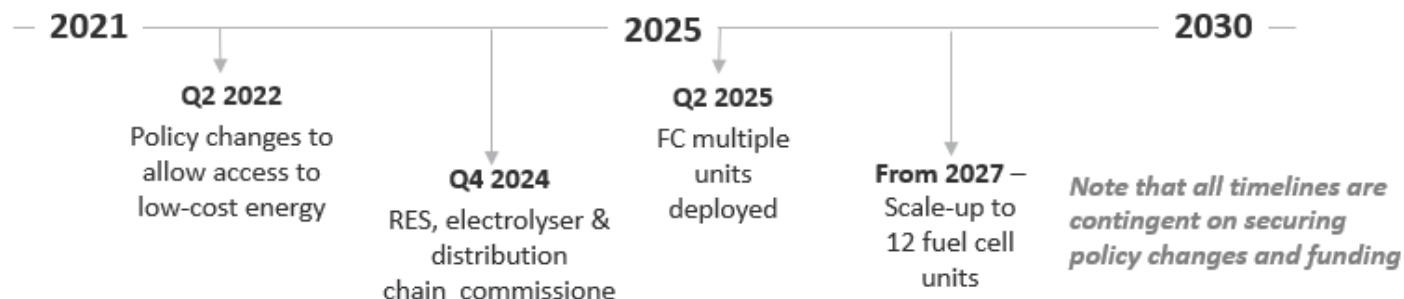 2021
2025
2030
Q2 2022
Policy changes to
allow access to
low-cost energy
Q4 2024
RES, electrolyser &
distribution
chain commissione
Q2 2025
FC multiple
units
deployed
From 2027 –
Scale-up to
12 fuel cell
units
Note that all timelines are
contingent on securing
policy changes and funding